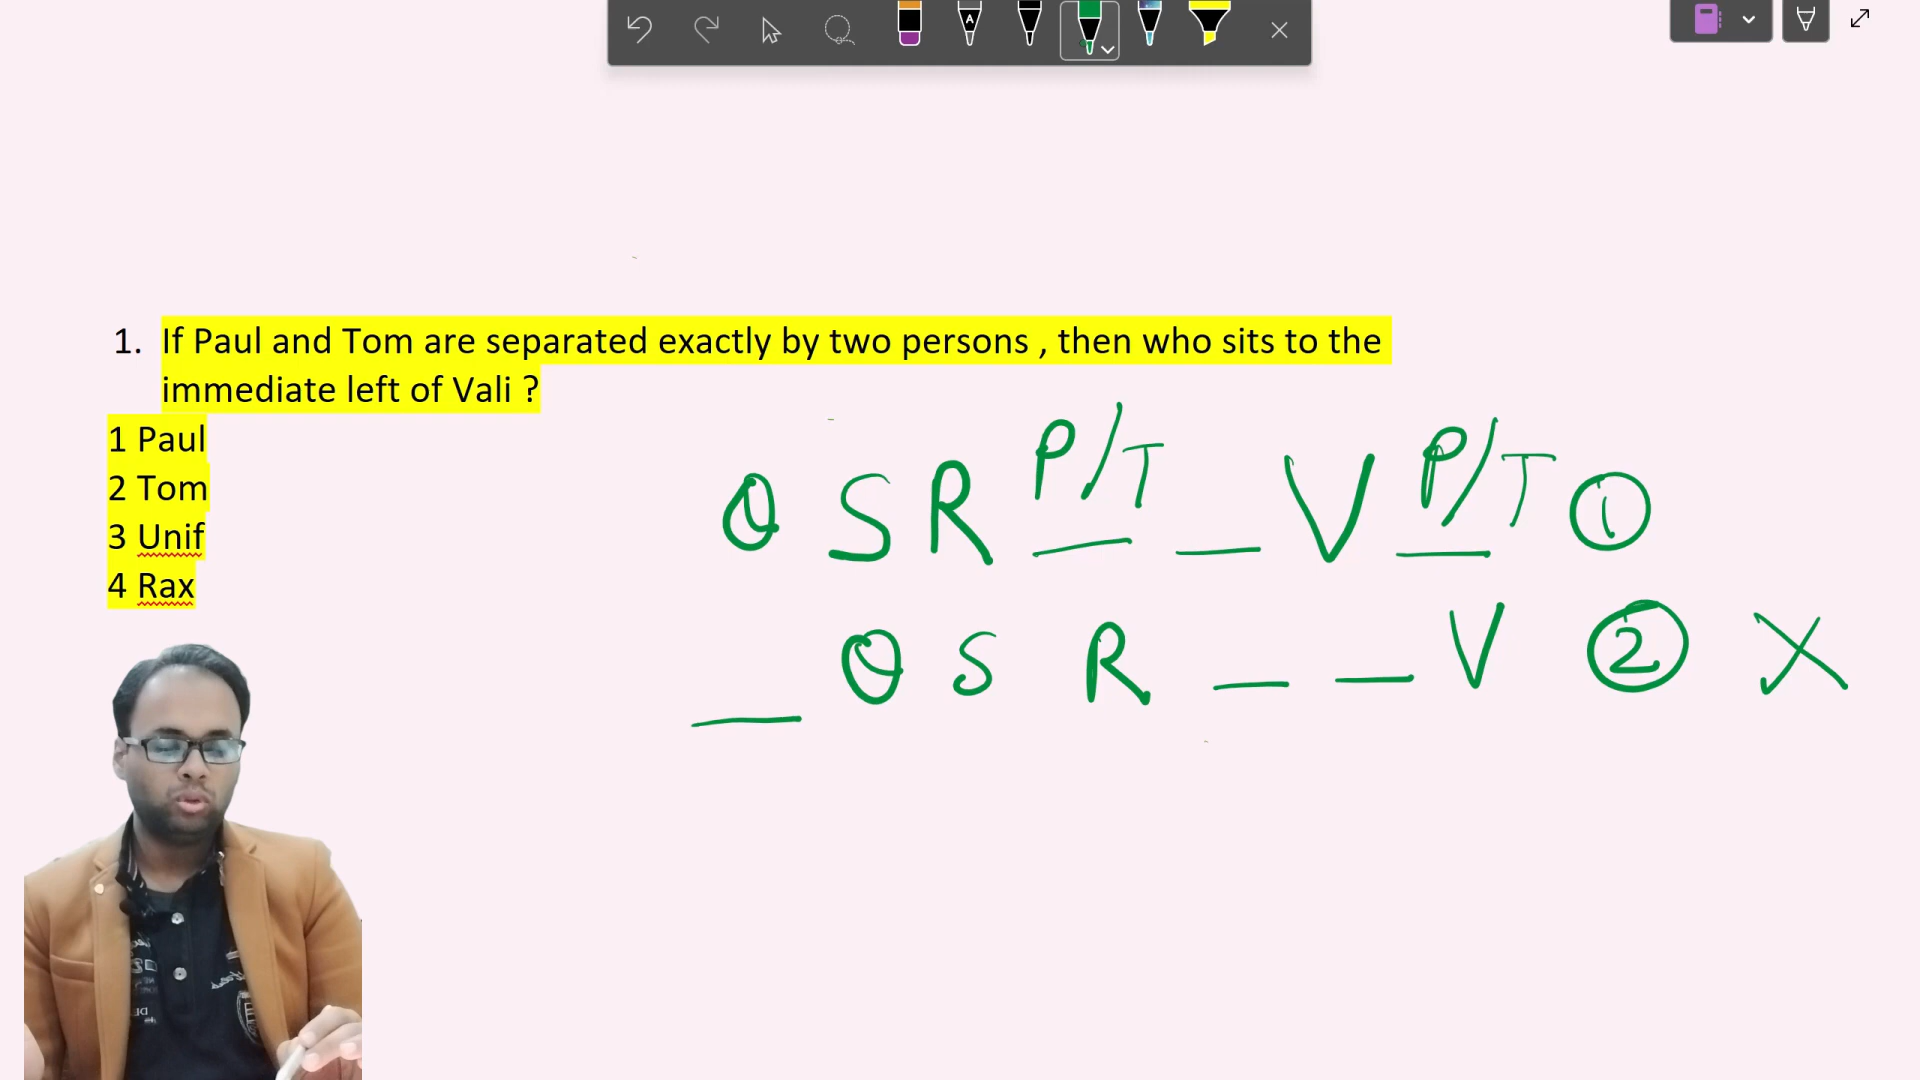 1. If Paul and Tom are separated exactly by two persons , then who sits to the
immediate left of Vali ?
1 Paul
2 Tom
3 Unif
4 Rax
Q S R P/T _ V P/T ①
_ Q S R _ _ V ② X